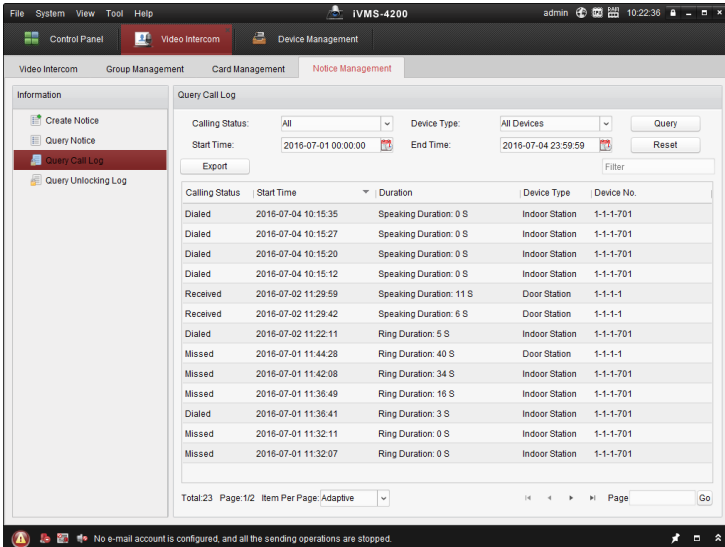 File System View Tool Help iVMS-4200 admin 10:22:36
Control Panel Video Intercom Device Management
Video Intercom Group Management Card Management Notice Management
Information
Create Notice
Query Notice
Query Call Log
Query Unlocking Log
Query Call Log
Calling Status: All Device Type: All Devices Query
Start Time: 2016-07-01 00:00:00 End Time: 2016-07-04 23:59:59 Reset
Export Filter
Calling Status Start Time Duration Device Type Device No.
Dialed 2016-07-04 10:15:35 Speaking Duration: 0 S Indoor Station 1-1-1-701
Dialed 2016-07-04 10:15:27 Speaking Duration: 0 S Indoor Station 1-1-1-701
Dialed 2016-07-04 10:15:20 Speaking Duration: 0 S Indoor Station 1-1-1-701
Dialed 2016-07-04 10:15:12 Speaking Duration: 0 S Indoor Station 1-1-1-701
Received 2016-07-02 11:29:59 Speaking Duration: 11 S Door Station 1-1-1-1
Received 2016-07-02 11:29:42 Speaking Duration: 6 S Door Station 1-1-1-1
Dialed 2016-07-02 11:22:11 Ring Duration: 5 S Indoor Station 1-1-1-701
Missed 2016-07-01 11:44:28 Ring Duration: 40 S Door Station 1-1-1-1
Missed 2016-07-01 11:42:08 Ring Duration: 34 S Indoor Station 1-1-1-701
Missed 2016-07-01 11:36:49 Ring Duration: 16 S Indoor Station 1-1-1-701
Dialed 2016-07-01 11:36:41 Ring Duration: 3 S Indoor Station 1-1-1-701
Missed 2016-07-01 11:32:11 Ring Duration: 0 S Indoor Station 1-1-1-701
Missed 2016-07-01 11:32:07 Ring Duration: 0 S Indoor Station 1-1-1-701
Total:23 Page:1/2 Item Per Page: Adaptive Page Go
No e-mail account is configured, and all the sending operations are stopped.